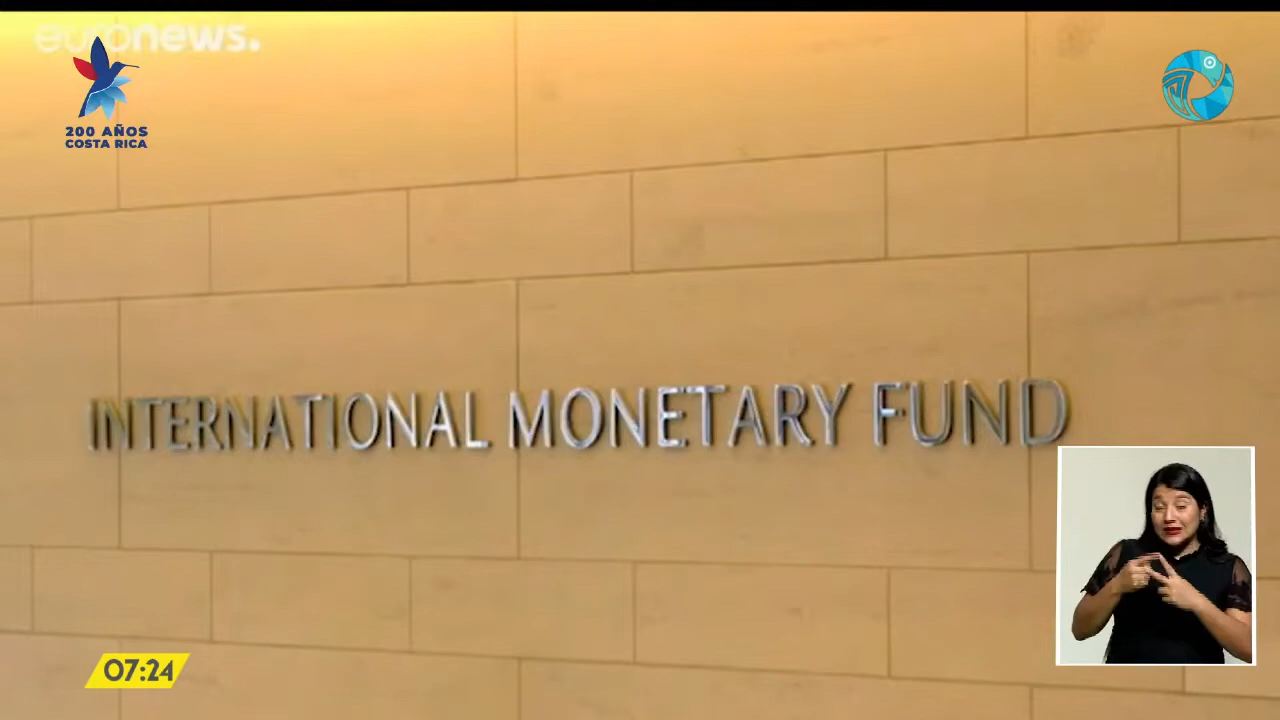 euronews.
200 AÑOS
COSTA RICA
INTERNATIONAL MONETARY FUND
07:24